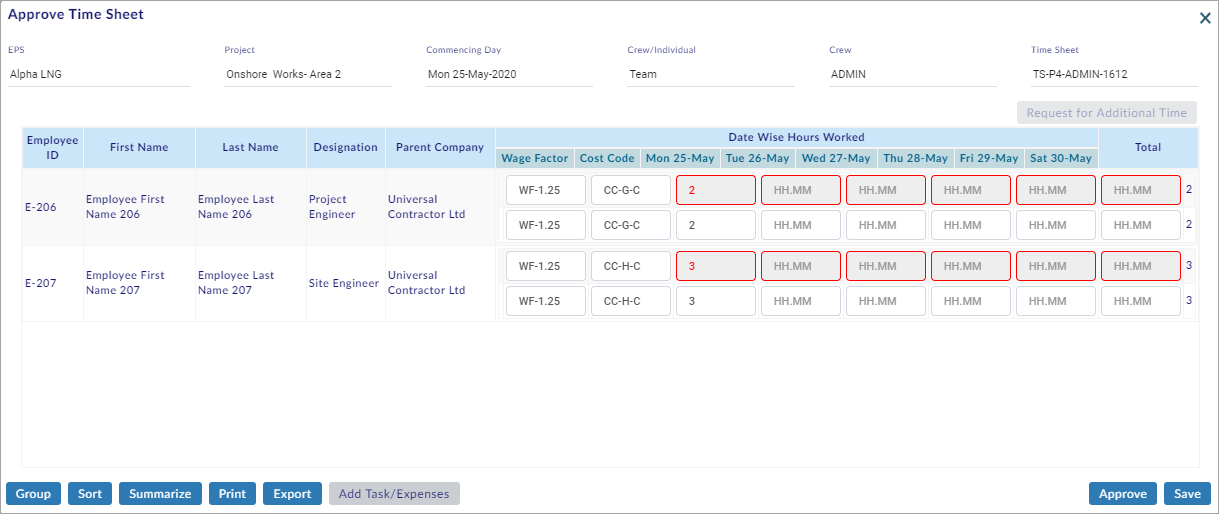 Approve Time Sheet
EPS Project Commencing Day Crew/Individual Crew Time Sheet
Alpha LNG Onshore Works- Area 2 Mon 25-May-2020 Team ADMIN TS-P4-ADMIN-1612
Request for Additional Time
Employee ID First Name Last Name Designation Parent Company Date Wise Hours Worked Total
Wage Factor Cost Code Mon 25-May Tue 26-May Wed 27-May Thu 28-May Fri 29-May Sat 30-May
E-206 Employee First Name 206 Employee Last Name 206 Project Engineer Universal Contractor Ltd
WF-1.25 CC-G-C 2 HH.MM HH.MM HH.MM HH.MM HH.MM 2
WF-1.25 CC-G-C 2 HH.MM HH.MM HH.MM HH.MM HH.MM 2
E-207 Employee First Name 207 Employee Last Name 207 Site Engineer Universal Contractor Ltd
WF-1.25 CC-H-C 3 HH.MM HH.MM HH.MM HH.MM HH.MM 3
WF-1.25 CC-H-C 3 HH.MM HH.MM HH.MM HH.MM HH.MM 3
Group Sort Summarize Print Export Add Task/Expenses Approve Save